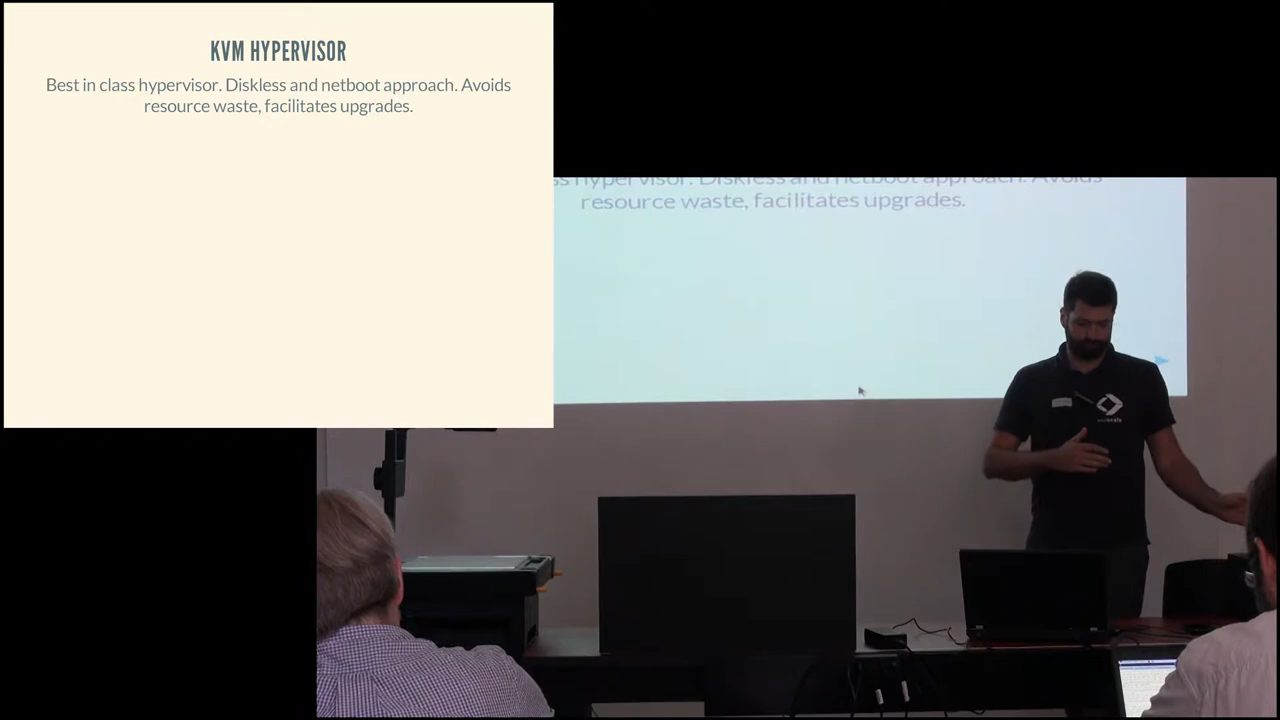 KVM HYPERVISOR
Best in class hypervisor. Diskless and netboot approach. Avoids
resource waste, facilitates upgrades.
hypervisor. Diskless and netboot approach. Avoids
resource waste, facilitates upgrades.